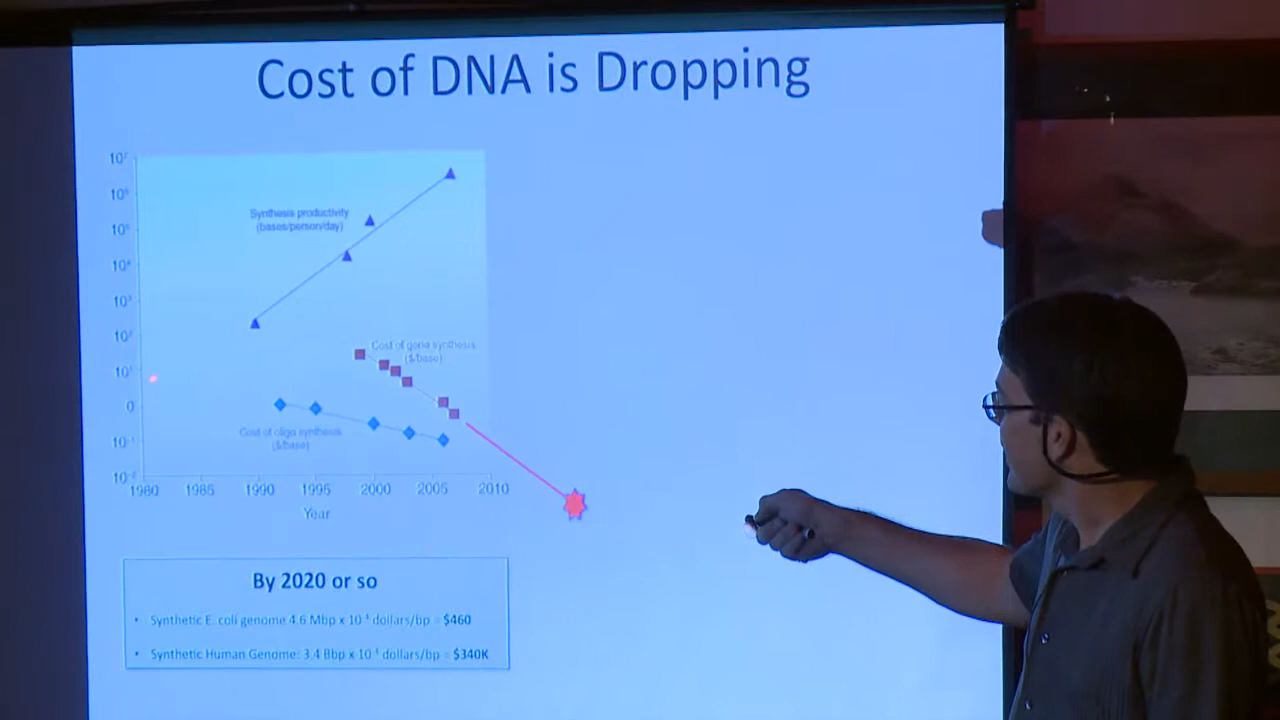 Cost of DNA is Dropping
10⁷
10⁶
Synthesis productivity
(bases/person/day)
10⁵
10⁴
10³
10²
Cost of gene synthesis
($/base)
10¹
0
Cost of oligo synthesis
($/base)
10⁻¹
10⁻²
1980 1985 1990 1995 2000 2005 2010
Year
By 2020 or so
• Synthetic E. coli genome 4.6 Mbp x 10 dollars/bp = $460
• Synthetic Human Genome: 3.4 Bbp x 10 dollars/bp = $340K